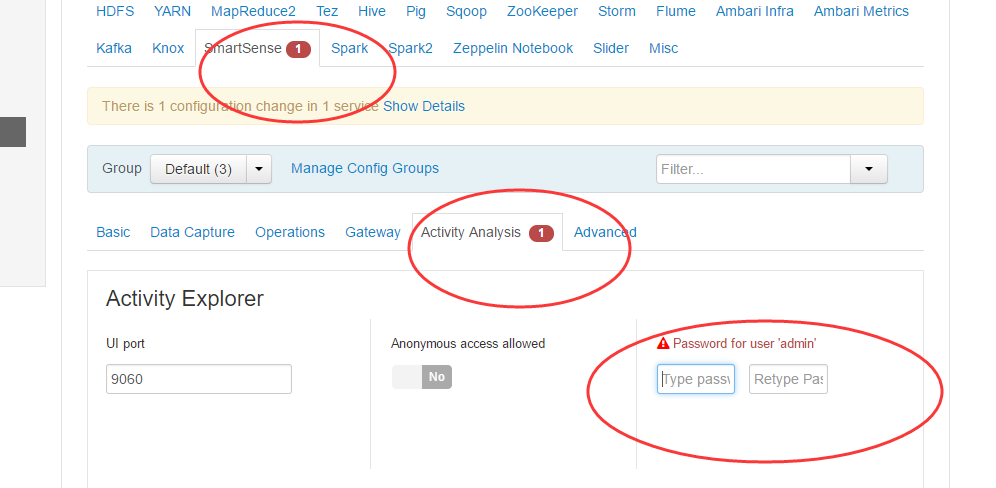 HDFS YARN MapReduce2 Tez Hive Pig Sqoop ZooKeeper Storm Flume Ambari Infra Ambari Metrics
Kafka Knox SmartSense 1 Spark Spark2 Zeppelin Notebook Slider Misc
There is 1 configuration change in 1 service Show Details
Group Default (3) Manage Config Groups Filter...
Basic Data Capture Operations Gateway Activity Analysis 1 Advanced
Activity Explorer
UI port Anonymous access allowed Password for user 'admin'
9060 No Type passw Retype Pas